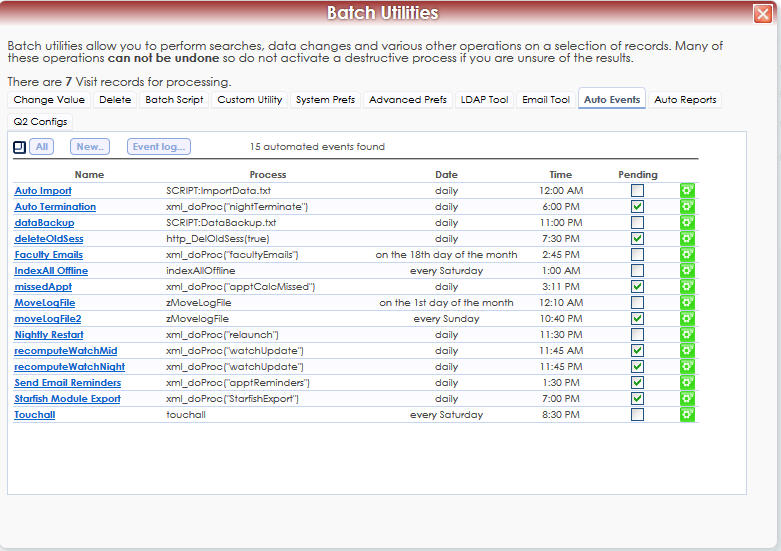 Batch Utilities
Batch utilities allow you to perform searches, data changes and various other operations on a selection of records. Many of
these operations can not be undone so do not activate a destructive process if you are unsure of the results.
There are 7 Visit records for processing.
Change Value Delete Batch Script Custom Utility System Prefs Advanced Prefs LDAP Tool Email Tool Auto Events Auto Reports
Q2 Configs
All New.. Event log... 15 automated events found
Name Process Date Time Pending
Auto Import SCRIPT:ImportData.txt daily 12:00 AM
Auto Termination xml_doProc("nightTerminate") daily 6:00 PM
dataBackup SCRIPT:DataBackup.txt daily 11:00 PM
deleteOldSess http_DelOldSess(true) daily 7:30 PM
Faculty Emails xml_doProc("facultyEmails") on the 18th day of the month 2:45 PM
IndexAll Offline indexAllOffline every Saturday 1:00 AM
missedAppt xml_doProc("apptCalcMissed") daily 3:11 PM
MoveLogFile zMoveLogFile on the 1st day of the month 12:10 AM
moveLogFile2 zMovelogFile every Sunday 10:40 PM
Nightly Restart xml_doProc("relaunch") daily 11:30 PM
recomputeWatchMid xml_doProc("watchUpdate") daily 11:45 AM
recomputeWatchNight xml_doProc("watchUpdate") daily 11:45 PM
Send Email Reminders xml_doProc("apptReminders") daily 1:30 PM
Starfish Module Export xml_doProc("StarfishExport") daily 7:00 PM
Touchall touchall every Saturday 8:30 PM